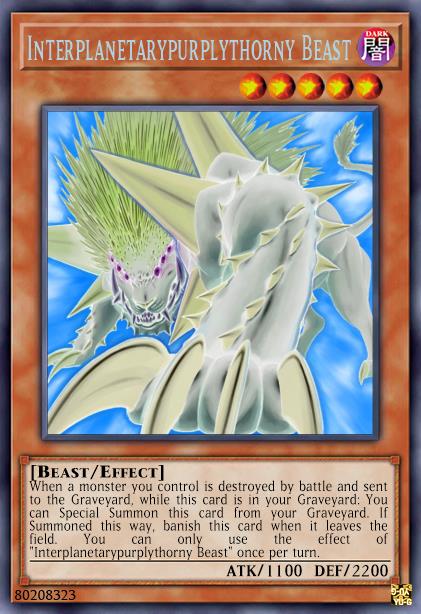 INTERPLANETARYPURPLYTHORNY BEAST
DARK
闇
[BEAST/EFFECT]
When a monster you control is destroyed by battle and sent
to the Graveyard, while this card is in your Graveyard: You
can Special Summon this card from your Graveyard. If
Summoned this way, banish this card when it leaves the
field. You can only use the effect of
"Interplanetarypurplythorny Beast" once per turn.
ATK/1100 DEF/2200
80208323